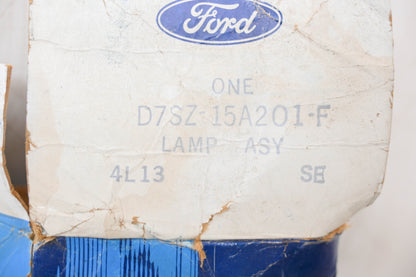 Ford
ONE
D7SZ-15A201-F
LAMP ASY
4L13 SE